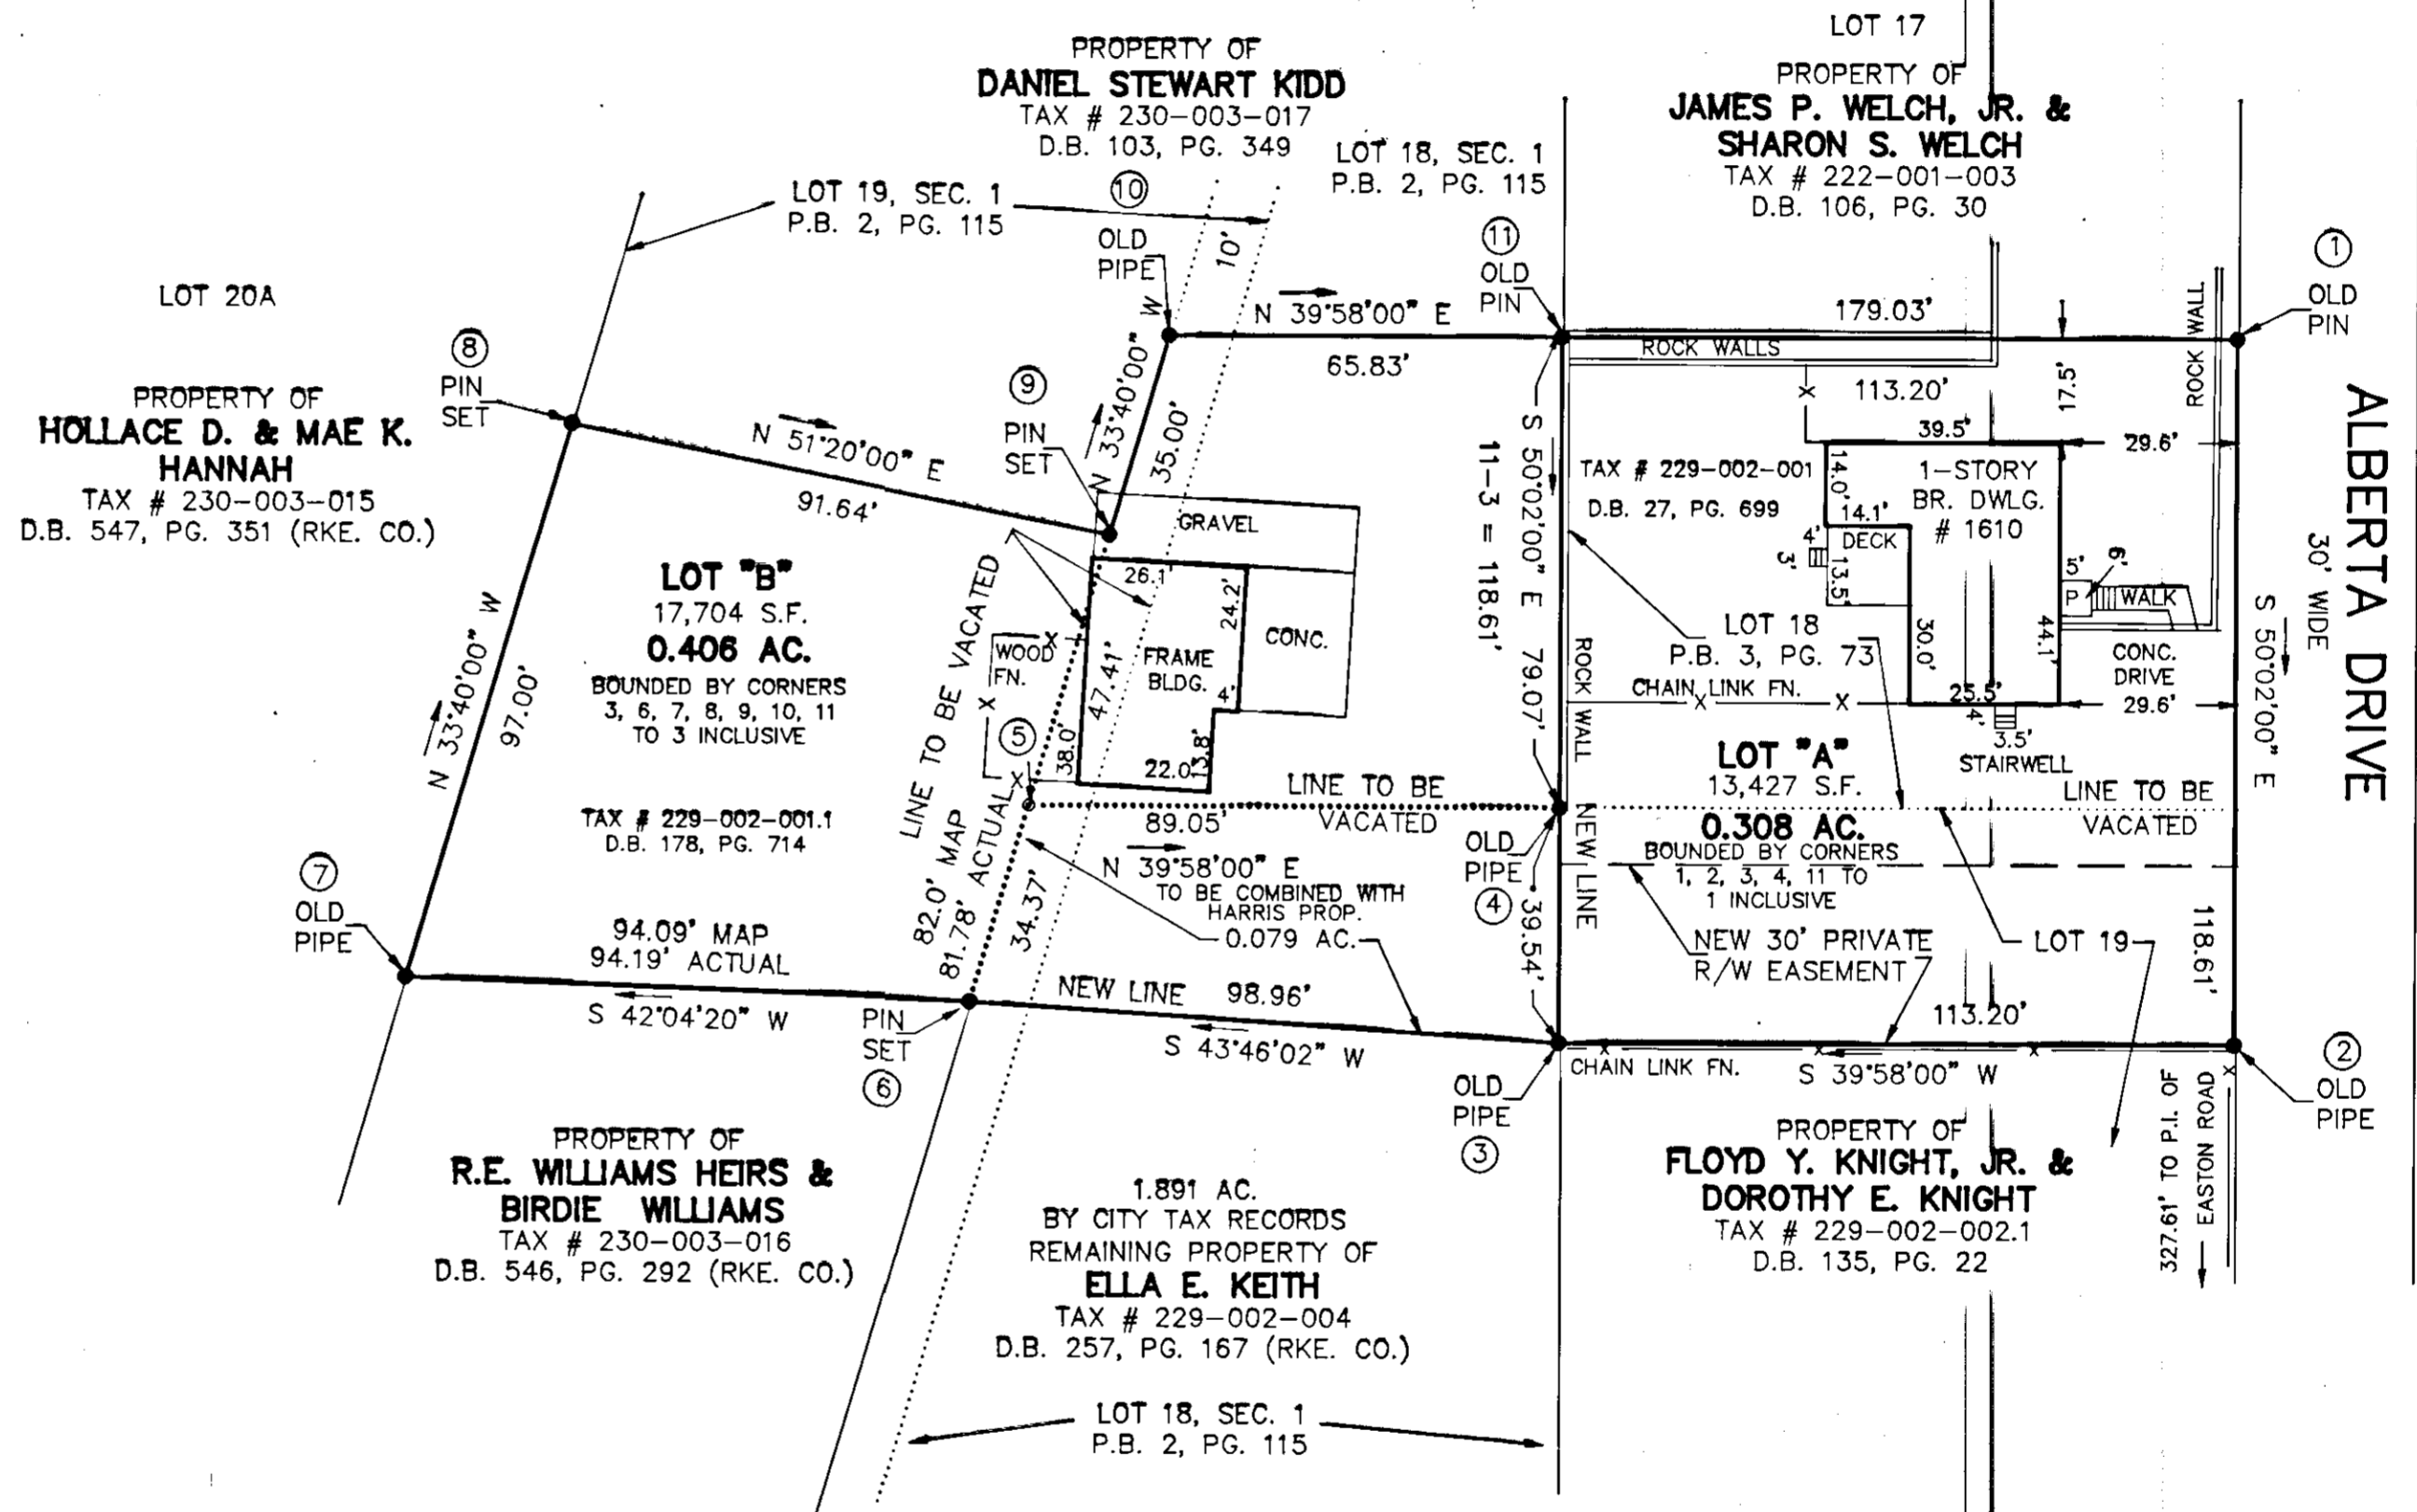 LOT 17
PROPERTY OF
DANIEL STEWART KIDD
TAX # 230-003-017
D.B. 103, PG. 349
PROPERTY OF
JAMES P. WELCH, JR. &
SHARON S. WELCH
TAX # 222-001-003
D.B. 106, PG. 30
LOT 18, SEC. 1
P.B. 2, PG. 115
LOT 19, SEC. 1
P.B. 2, PG. 115
10
OLD
PIPE
10'
11
OLD
PIN
1
OLD
PIN
LOT 20A
8
PIN
SET
PROPERTY OF
HOLLACE D. & MAE K.
HANNAH
TAX # 230-003-015
D.B. 547, PG. 351 (RKE. CO.)
N 39°58'00" E
65.83'
179.03'
ROCK WALLS
113.20'
17.5'
ROCK WALL
ALBERTA DRIVE
30' WIDE
S 50°02'00" E
118.61'
9
PIN
SET
N 33°40'00" W
35.00'
N 51°20'00" E
91.64'
GRAVEL
S 50°02'00" E 79.07'
11-3 = 118.61'
TAX # 229-002-001
D.B. 27, PG. 699
39.5'
29.6'
14.0'
1-STORY
BR. DWLG.
# 1610
14.1'
DECK
4'
3'
13.5'
5'
6'
P
WALK
44.1'
30.0'
CONC.
DRIVE
LOT "B"
17,704 S.F.
0.406 AC.
BOUNDED BY CORNERS
3, 6, 7, 8, 9, 10, 11
TO 3 INCLUSIVE
LINE TO BE VACATED
26.1'
24.2'
CONC.
WOOD
FN.
FRAME
BLDG.
47.41'
4'
38.0'
13.8'
22.0'
5
LOT 18
P.B. 3, PG. 73
ROCK WALL
CHAIN LINK FN.
25.5'
29.6'
4'
3.5'
STAIRWELL
N 33°40'00" W
97.00'
LOT "A"
13,427 S.F.
0.308 AC.
BOUNDED BY CORNERS
1, 2, 3, 4, 11 TO
1 INCLUSIVE
LINE TO BE
VACATED
LINE TO BE
VACATED
TAX # 229-002-001.1
D.B. 178, PG. 714
82.0' MAP
81.78' ACTUAL
89.05'
N 39°58'00" E
OLD
PIPE
4
NEW LINE
39.54'
34.37'
TO BE COMBINED WITH
HARRIS PROP.
0.079 AC.
NEW 30' PRIVATE
R/W EASEMENT
LOT 19
7
OLD
PIPE
94.09' MAP
94.19' ACTUAL
S 42°04'20" W
PIN
SET
6
NEW LINE 98.96'
S 43°46'02" W
113.20'
CHAIN LINK FN.
S 39°58'00" W
OLD
PIPE
3
2
OLD
PIPE
327.61' TO P.I. OF
EASTON ROAD
PROPERTY OF
R.E. WILLIAMS HEIRS &
BIRDIE WILLIAMS
TAX # 230-003-016
D.B. 546, PG. 292 (RKE. CO.)
1.891 AC.
BY CITY TAX RECORDS
REMAINING PROPERTY OF
ELLA E. KEITH
TAX # 229-002-004
D.B. 257, PG. 167 (RKE. CO.)
PROPERTY OF
FLOYD Y. KNIGHT, JR. &
DOROTHY E. KNIGHT
TAX # 229-002-002.1
D.B. 135, PG. 22
LOT 18, SEC. 1
P.B. 2, PG. 115